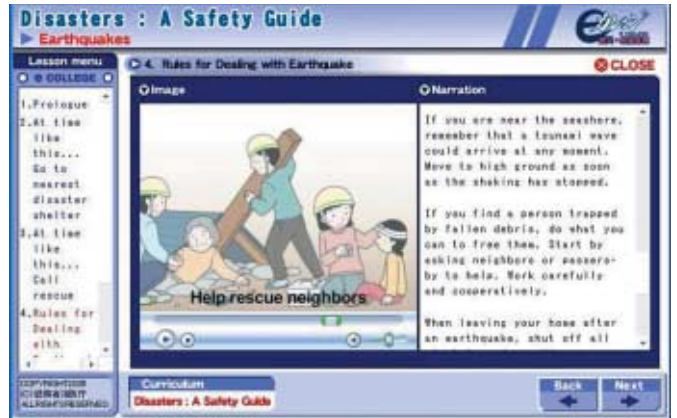 Disasters : A Safety Guide
Earthquakes
Lesson menu
e COLLEGE
4. Rules for Dealing with Earthquake
CLOSE
1.Prologue
2.At time
like
this...
Go to
nearest
disaster
shelter
3.At time
like
this...
Call
rescue
4.Rules for
Dealing
with
Image
Help rescue neighbors
Narration
If you are near the seashore,
remember that a tsunami wave
could arrive at any moment.
Move to high ground as soon
as the shaking has stopped.
If you find a person trapped
by fallen debris, do what you
can to free them. Start by
asking neighbors or passers-
by to help. Work carefully
and cooperatively.
When leaving your home after
an earthquake, shut off all
ALL RIGHTS RESERVED
Curriculum
Disasters : A Safety Guide
Back
Next